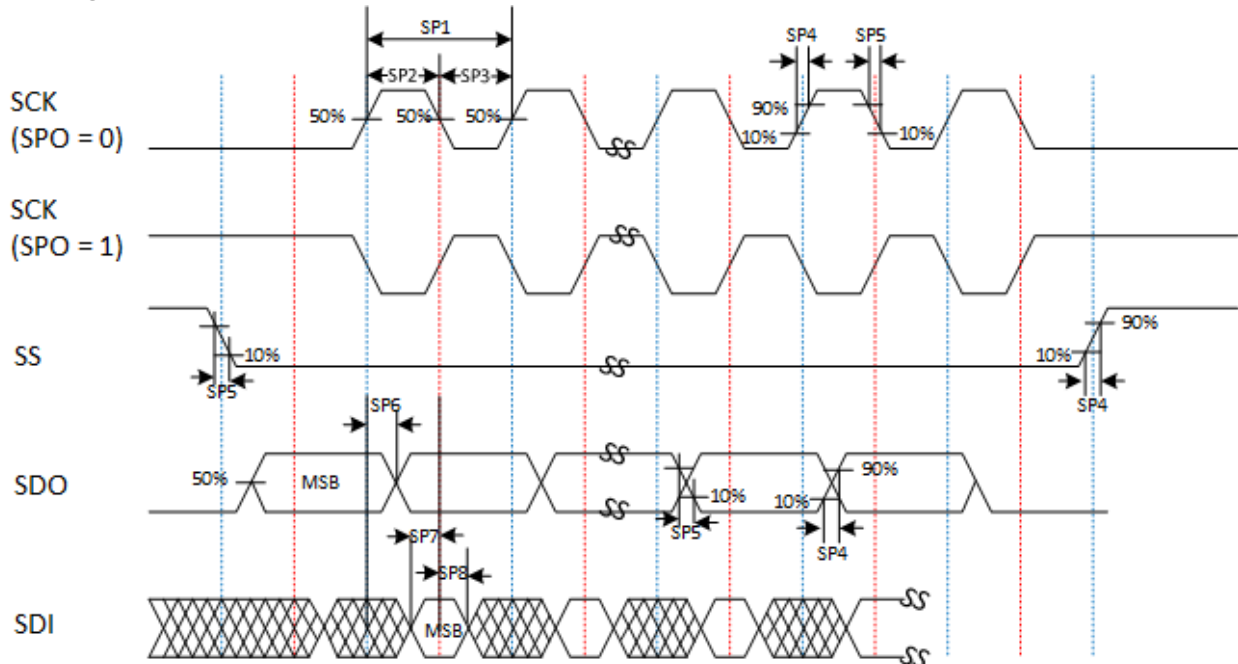 SP1
SP4 SP5
SP2 SP3
SCK
(SPO = 0)
50% 50% 50% 90% 10% 10%
SCK
(SPO = 1)
SS
10% 10% 90%
SP5 SP4
SP6
SDO
50% MSB 10% 10% 90%
SP5 SP4
SP7
SP8
SDI
MSB